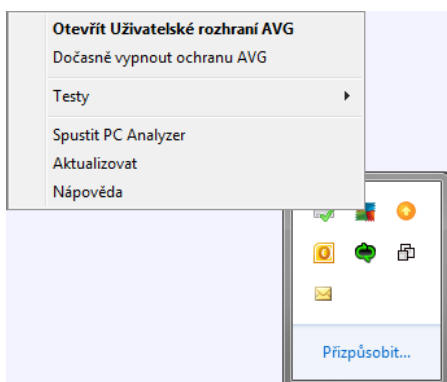 Otevřít Uživatelské rozhraní AVG
Dočasně vypnout ochranu AVG
Testy
Spustit PC Analyzer
Aktualizovat
Nápověda
Přizpůsobit...